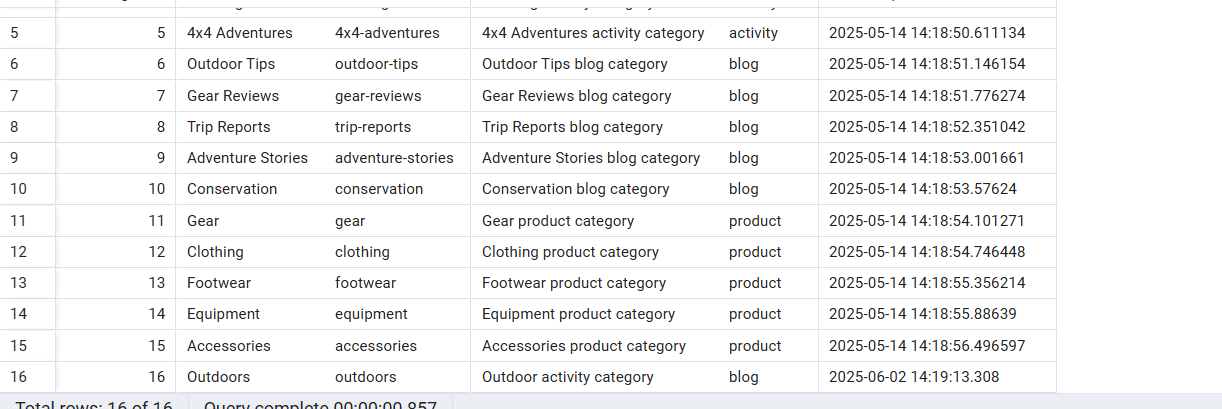 5 5 4x4 Adventures 4x4-adventures 4x4 Adventures activity category activity 2025-05-14 14:18:50.611134
6 6 Outdoor Tips outdoor-tips Outdoor Tips blog category blog 2025-05-14 14:18:51.146154
7 7 Gear Reviews gear-reviews Gear Reviews blog category blog 2025-05-14 14:18:51.776274
8 8 Trip Reports trip-reports Trip Reports blog category blog 2025-05-14 14:18:52.351042
9 9 Adventure Stories adventure-stories Adventure Stories blog category blog 2025-05-14 14:18:53.001661
10 10 Conservation conservation Conservation blog category blog 2025-05-14 14:18:53.57624
11 11 Gear gear Gear product category product 2025-05-14 14:18:54.101271
12 12 Clothing clothing Clothing product category product 2025-05-14 14:18:54.746448
13 13 Footwear footwear Footwear product category product 2025-05-14 14:18:55.356214
14 14 Equipment equipment Equipment product category product 2025-05-14 14:18:55.88639
15 15 Accessories accessories Accessories product category product 2025-05-14 14:18:56.496597
16 16 Outdoors outdoors Outdoor activity category blog 2025-06-02 14:19:13.308
Total rows: 16 of 16 Query complete 00:00:00.857